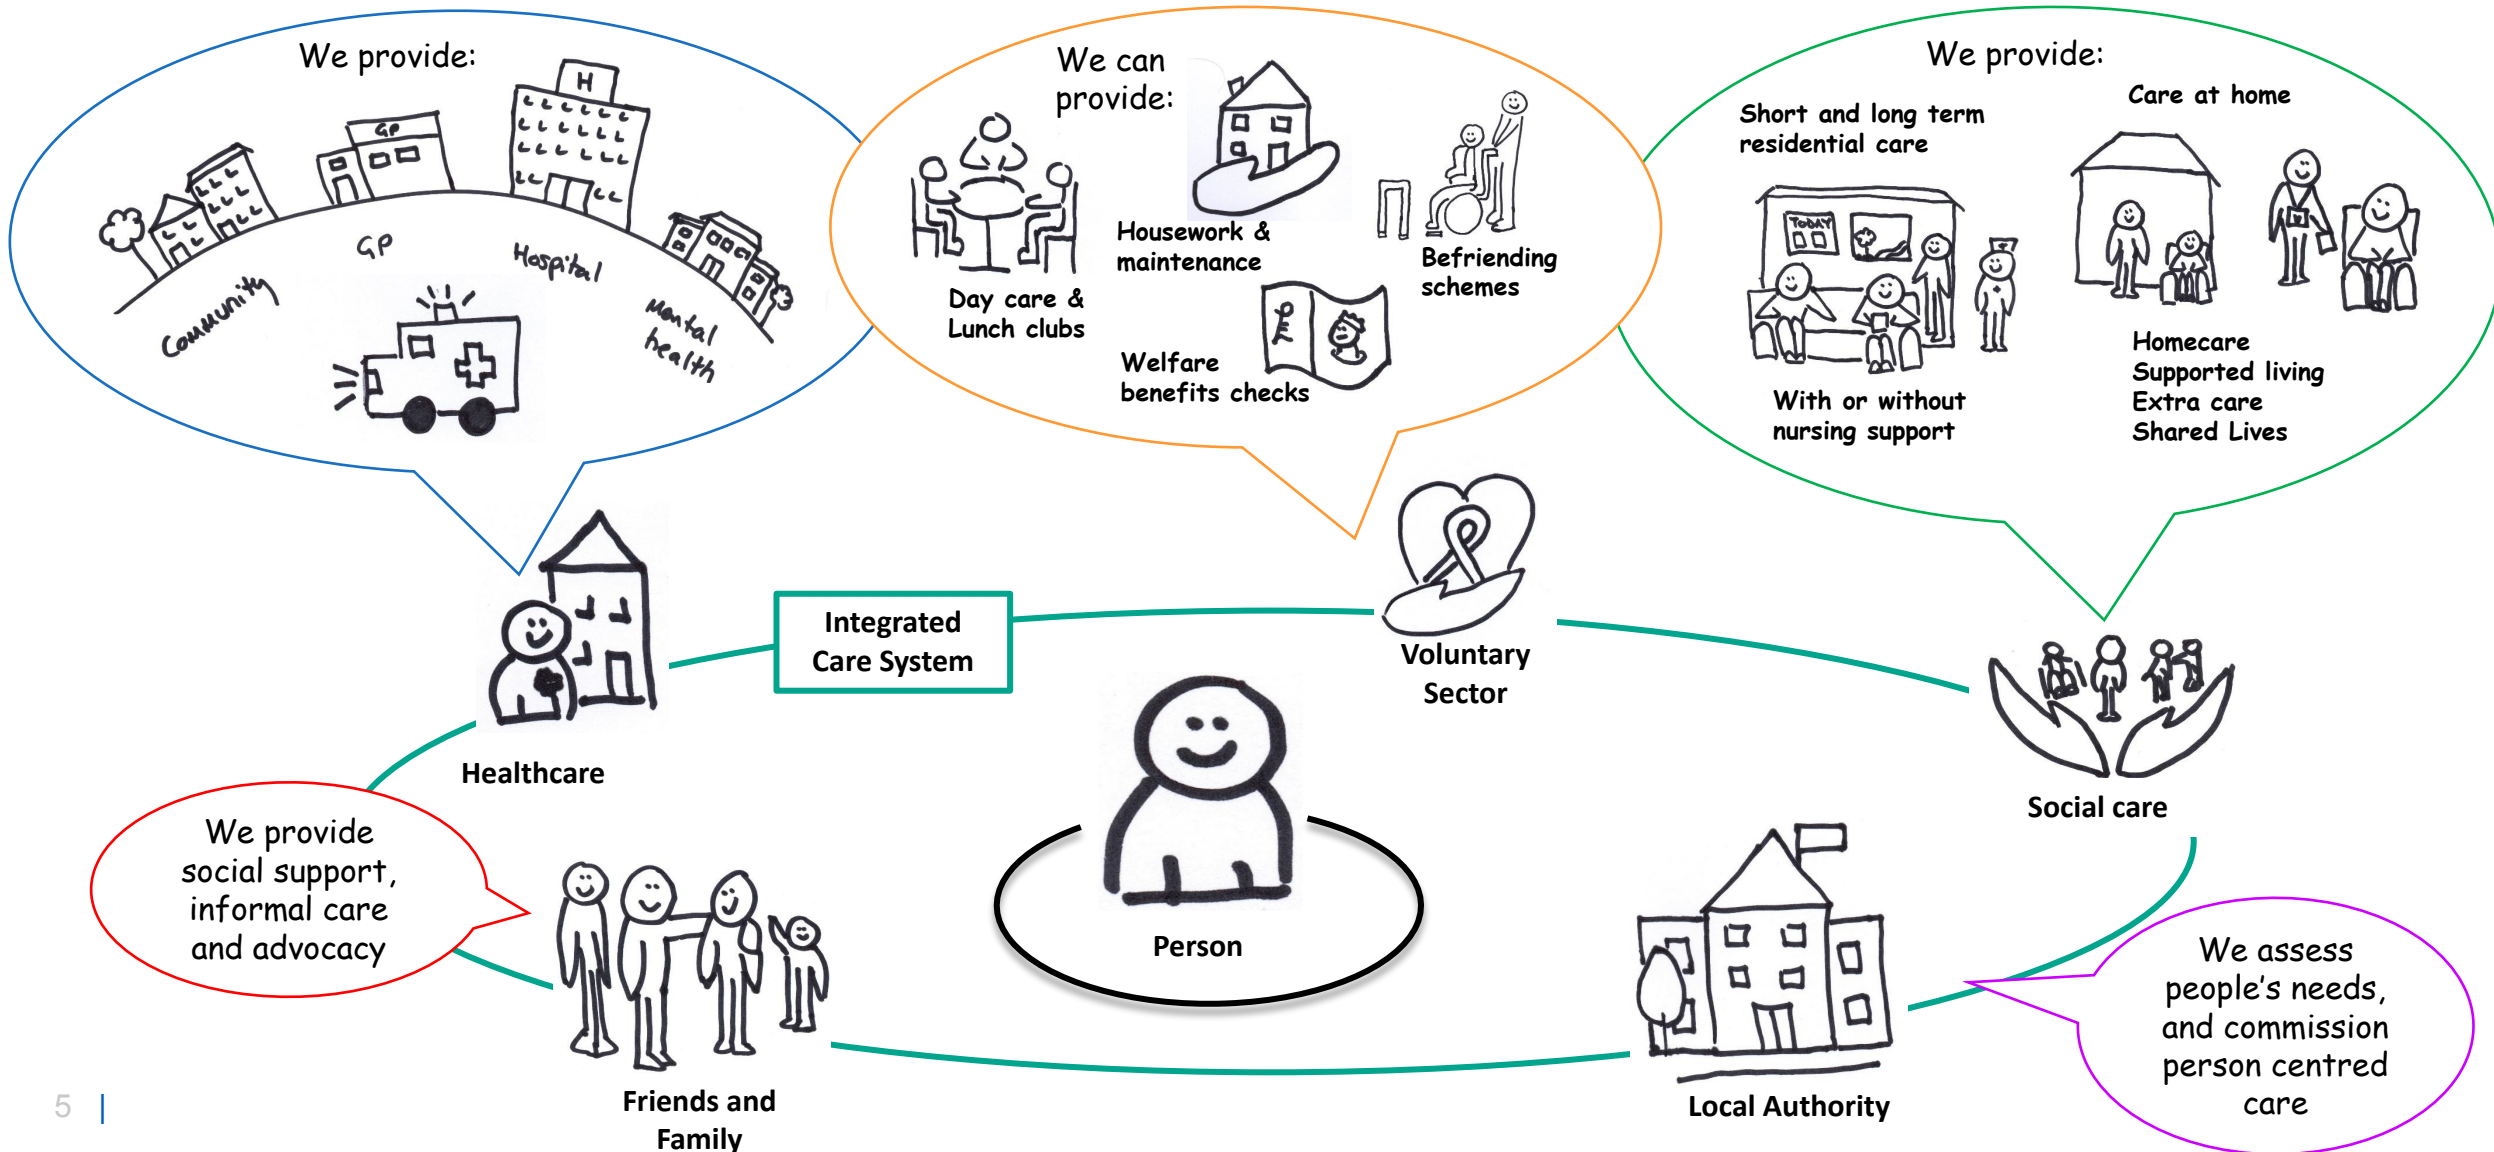 We provide:
H
GP
Community
GP
Hospital
Mental
health
We can
provide:
Day care &
Lunch clubs
Housework &
maintenance
Befriending
schemes
Welfare
benefits checks
We provide:
Short and long term
residential care
TODAY
With or without
nursing support
Care at home
Homecare
Supported living
Extra care
Shared Lives
Integrated
Care System
Healthcare
Voluntary
Sector
Social care
We provide
social support,
informal care
and advocacy
Friends and
Family
Person
Local Authority
We assess
people's needs,
and commission
person centred
care
5 |